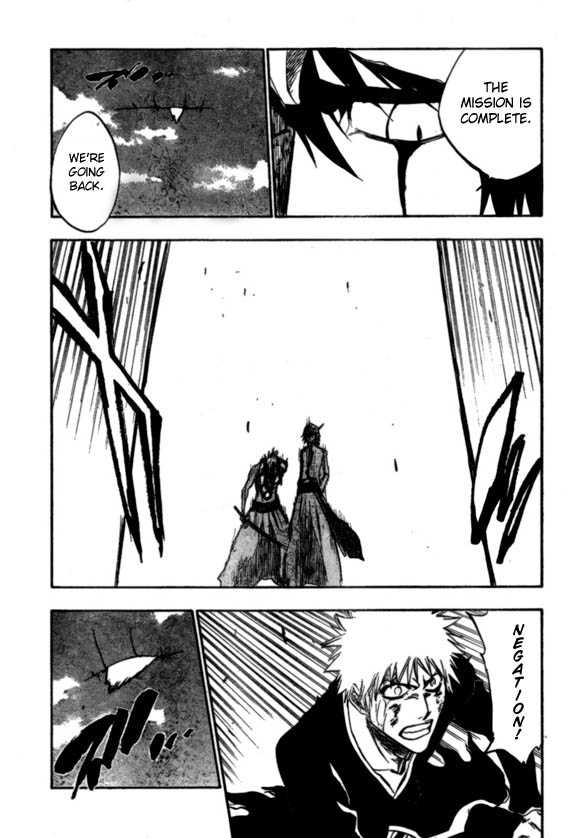 THE
MISSION IS
COMPLETE.
WE'RE
GOING
BACK.
NEGATION!